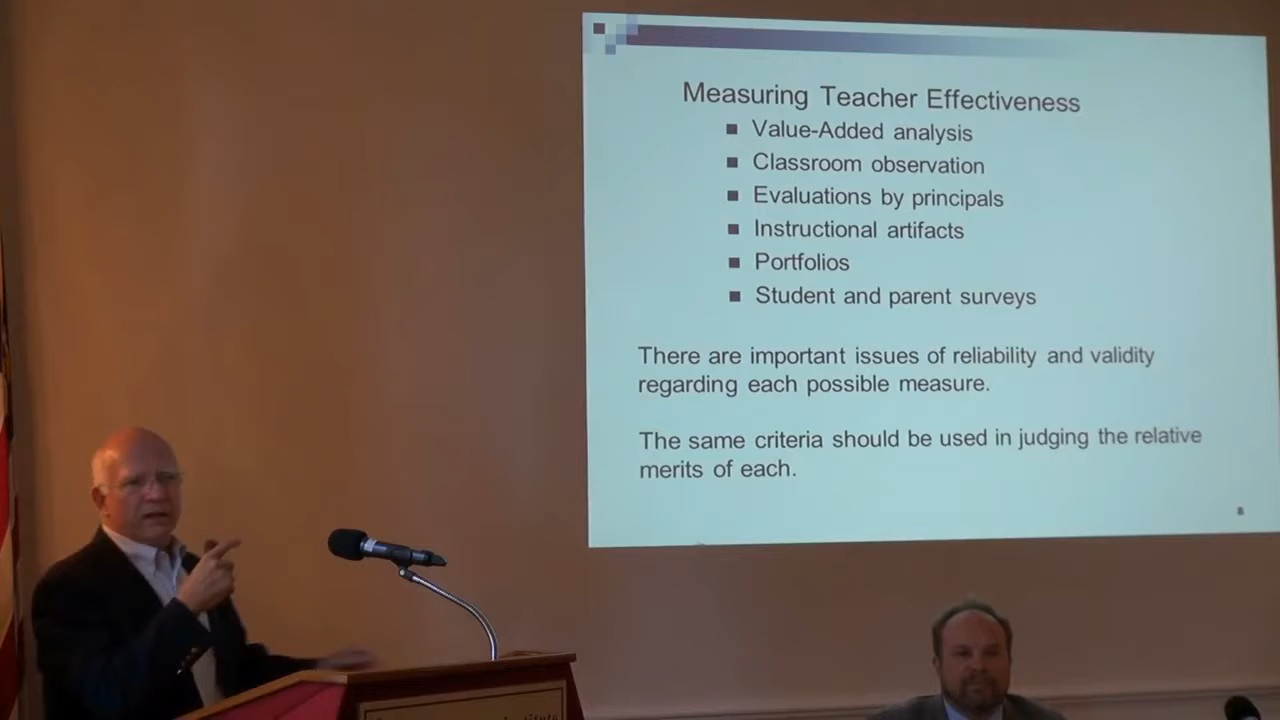 Measuring Teacher Effectiveness
Value-Added analysis
Classroom observation
Evaluations by principals
Instructional artifacts
Portfolios
Student and parent surveys
There are important issues of reliability and validity
regarding each possible measure.
The same criteria should be used in judging the relative
merits of each.
8